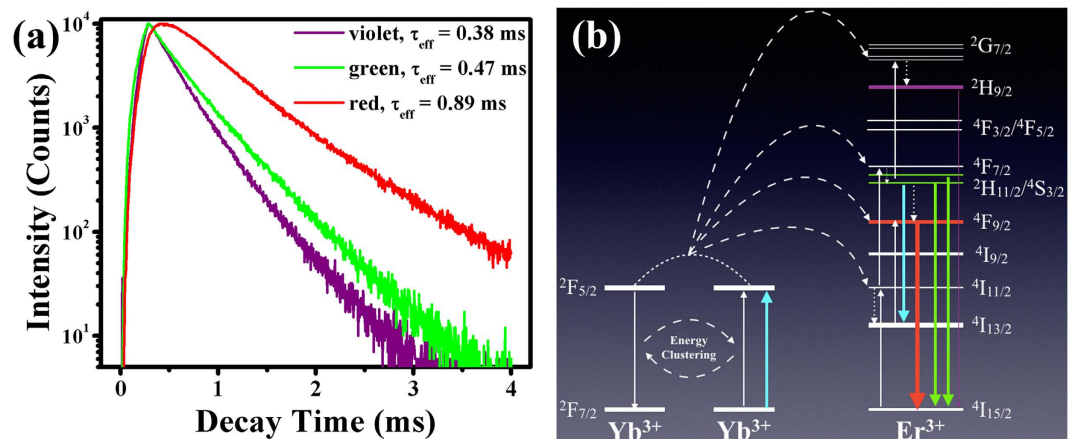 (a)
violet, τeff = 0.38 ms
green, τeff = 0.47 ms
red, τeff = 0.89 ms
Intensity (Counts)
10⁴
10³
10²
10¹
0
1
2
3
4
Decay Time (ms)
(b)
²G₇/₂
²H₉/₂
⁴F₃/₂/⁴F₅/₂
⁴F₇/₂
²H₁₁/₂/⁴S₃/₂
⁴F₉/₂
⁴I₉/₂
⁴I₁₁/₂
⁴I₁₃/₂
⁴I₁₅/₂
²F₅/₂
²F₇/₂
Energy
Clustering
Yb³⁺
Yb³⁺
Er³⁺